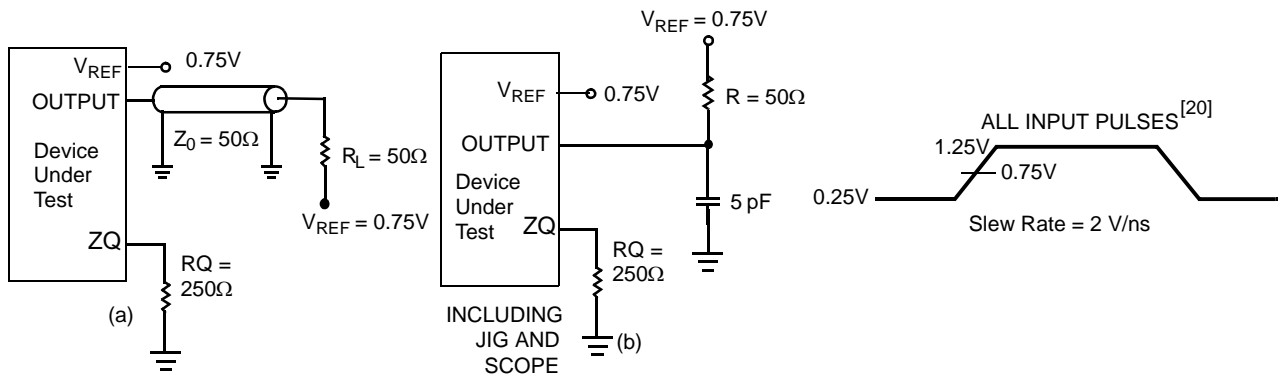 V_REF 0.75V
OUTPUT
Z_0 = 50Ω
Device
Under
Test
R_L = 50Ω
V_REF = 0.75V
ZQ
RQ =
250Ω
(a)
V_REF = 0.75V
R = 50Ω
V_REF 0.75V
OUTPUT
Device
Under
Test
5 pF
ZQ
RQ =
250Ω
INCLUDING
JIG AND
SCOPE
(b)
ALL INPUT PULSES[20]
1.25V
0.75V
0.25V
Slew Rate = 2 V/ns